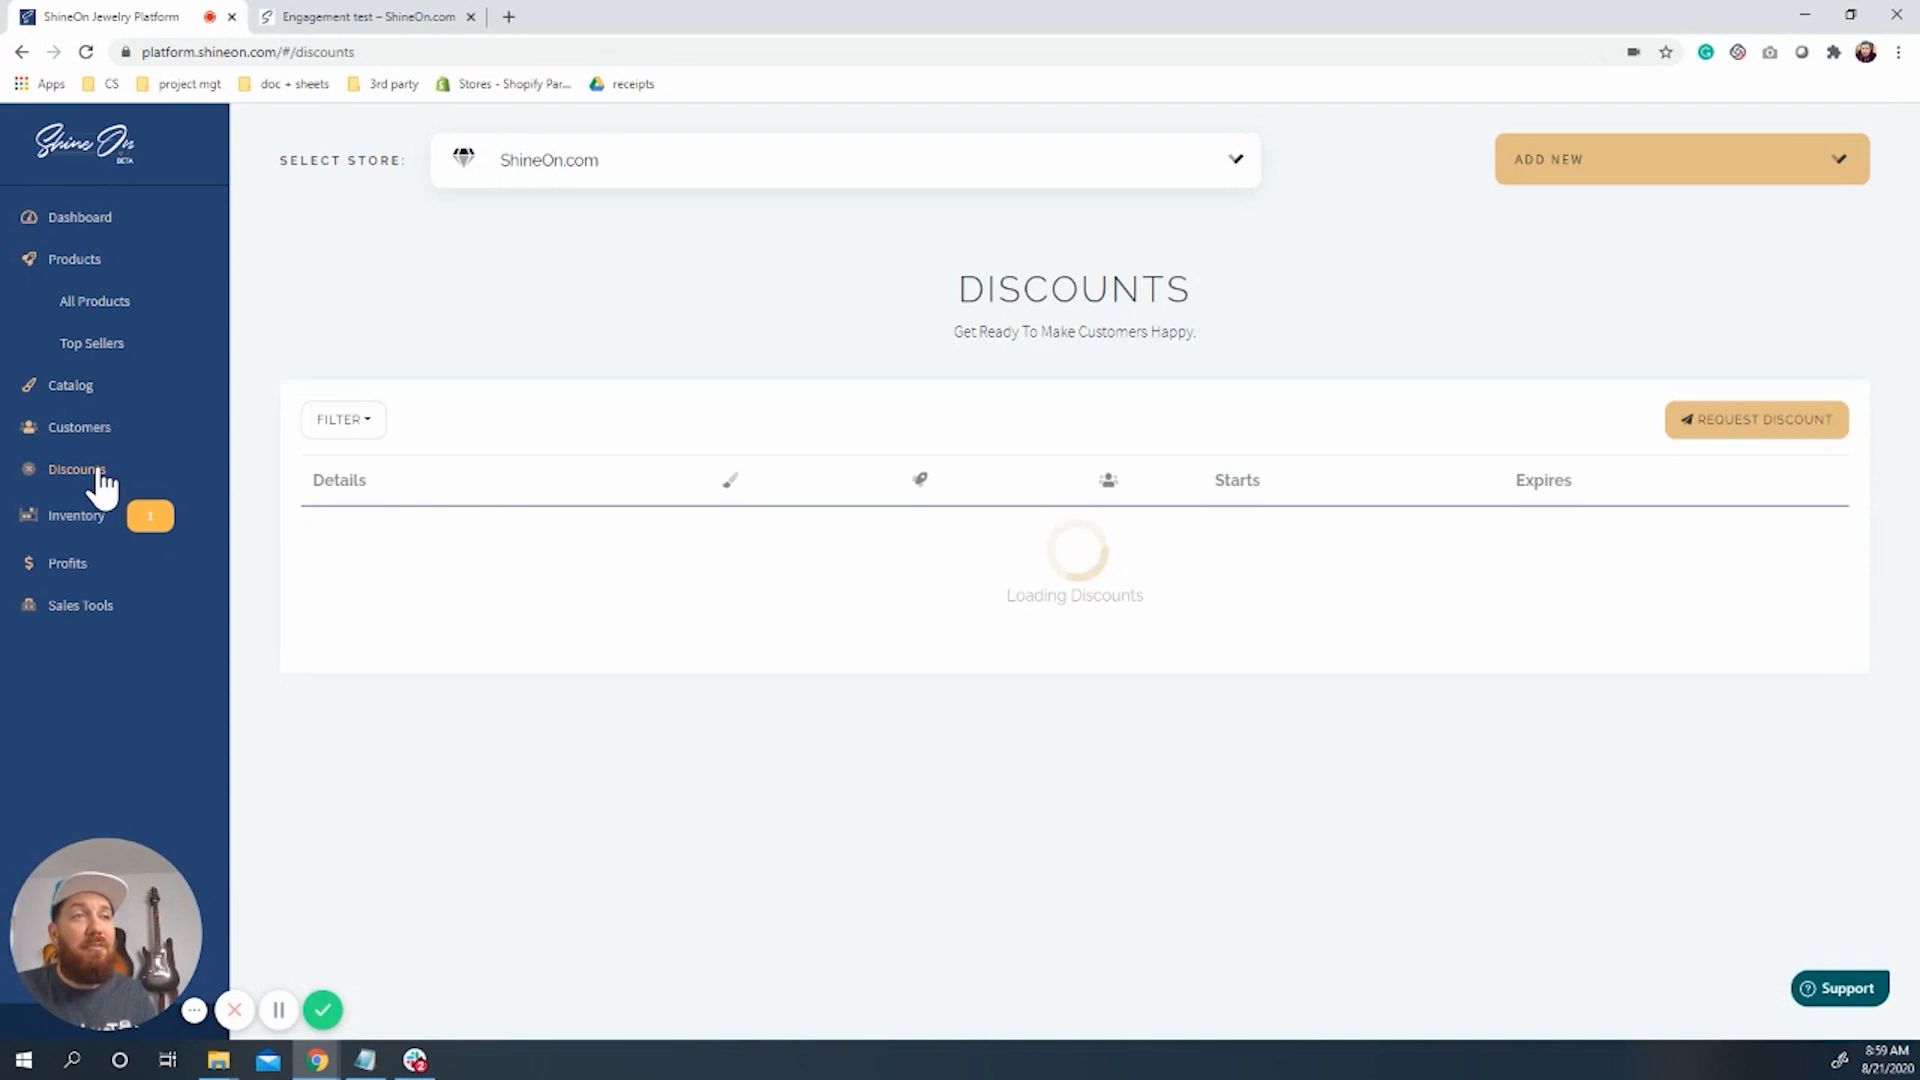 ShineOn Jewelry Platform
Engagement test – ShineOn.com
platform.shineon.com/#/discounts
Apps
CS
project mgt
doc + sheets
3rd party
Stores - Shopify Par...
receipts
Shine On
BETA
SELECT STORE:
ShineOn.com
ADD NEW
Dashboard
Products
All Products
Top Sellers
Catalog
Customers
Discounts
Inventory
1
Profits
Sales Tools
DISCOUNTS
Get Ready To Make Customers Happy.
FILTER
REQUEST DISCOUNT
Details
Starts
Expires
Loading Discounts
Support
2
8:59 AM
8/21/2020